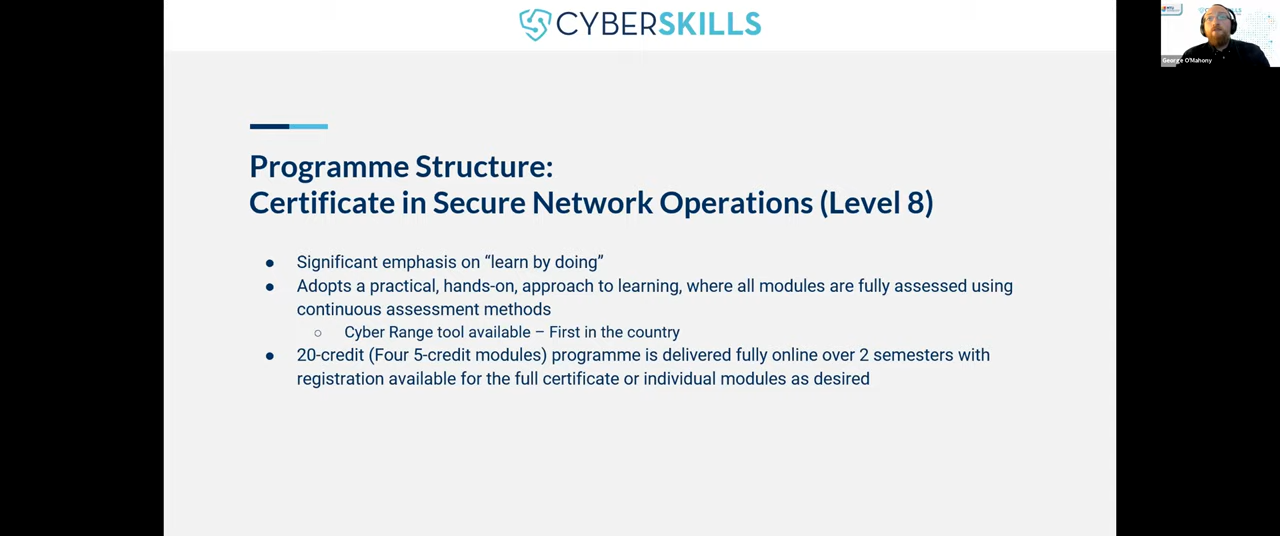 CYBERSKILLS
George O'Mahony
Programme Structure:
Certificate in Secure Network Operations (Level 8)
● Significant emphasis on “learn by doing”
● Adopts a practical, hands-on, approach to learning, where all modules are fully assessed using
continuous assessment methods
○ Cyber Range tool available – First in the country
● 20-credit (Four 5-credit modules) programme is delivered fully online over 2 semesters with
registration available for the full certificate or individual modules as desired